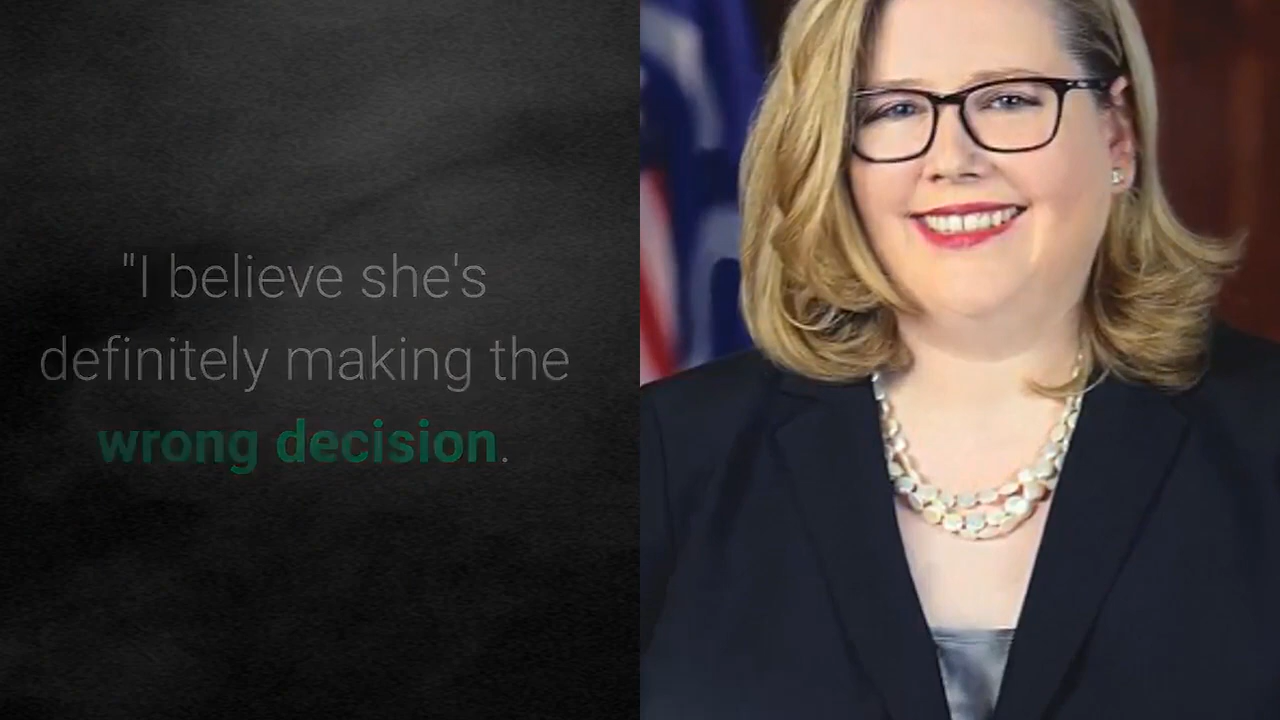 "I believe she's
definitely making the
wrong decision.